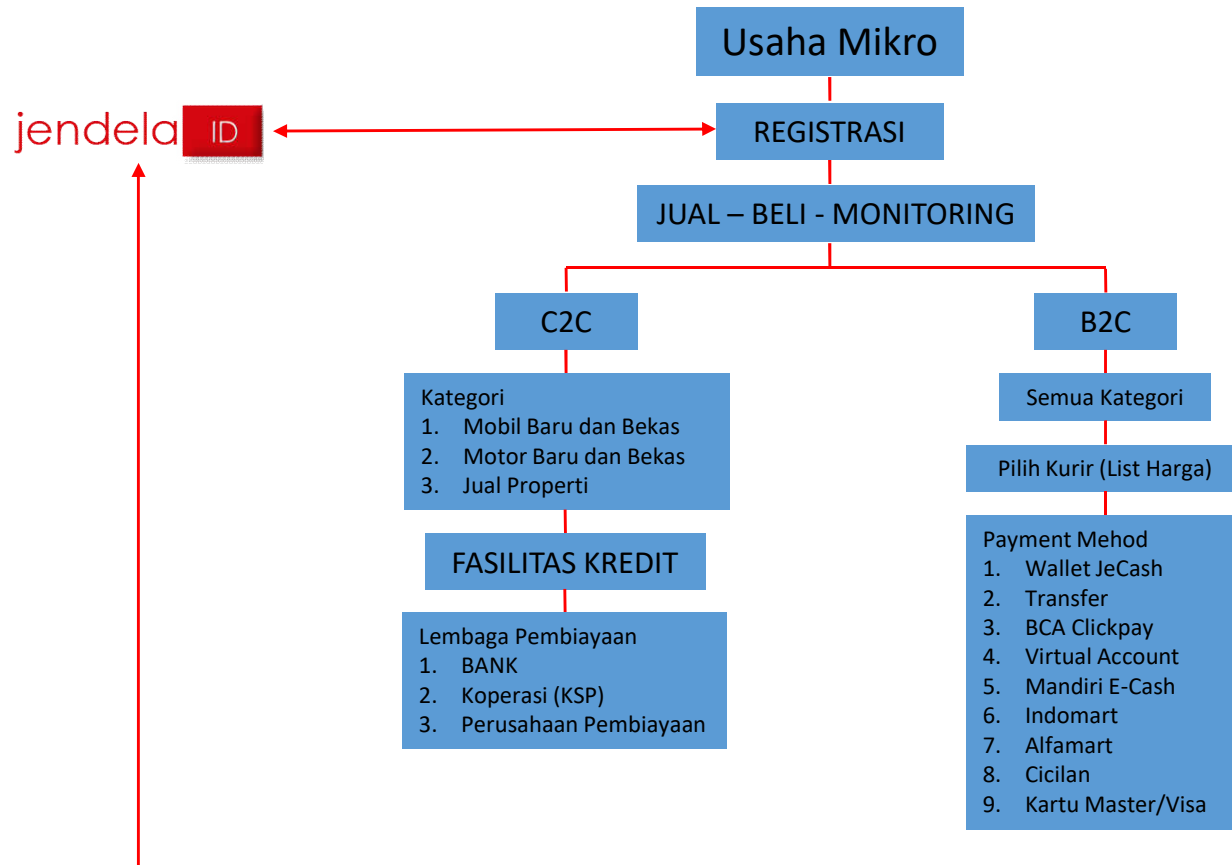 Usaha Mikro
jendela ID
REGISTRASI
JUAL – BELI - MONITORING
C2C
B2C
Kategori
1. Mobil Baru dan Bekas
2. Motor Baru dan Bekas
3. Jual Properti
FASILITAS KREDIT
Lembaga Pembiayaan
1. BANK
2. Koperasi (KSP)
3. Perusahaan Pembiayaan
Semua Kategori
Pilih Kurir (List Harga)
Payment Mehod
1. Wallet JeCash
2. Transfer
3. BCA Clickpay
4. Virtual Account
5. Mandiri E-Cash
6. Indomart
7. Alfamart
8. Cicilan
9. Kartu Master/Visa